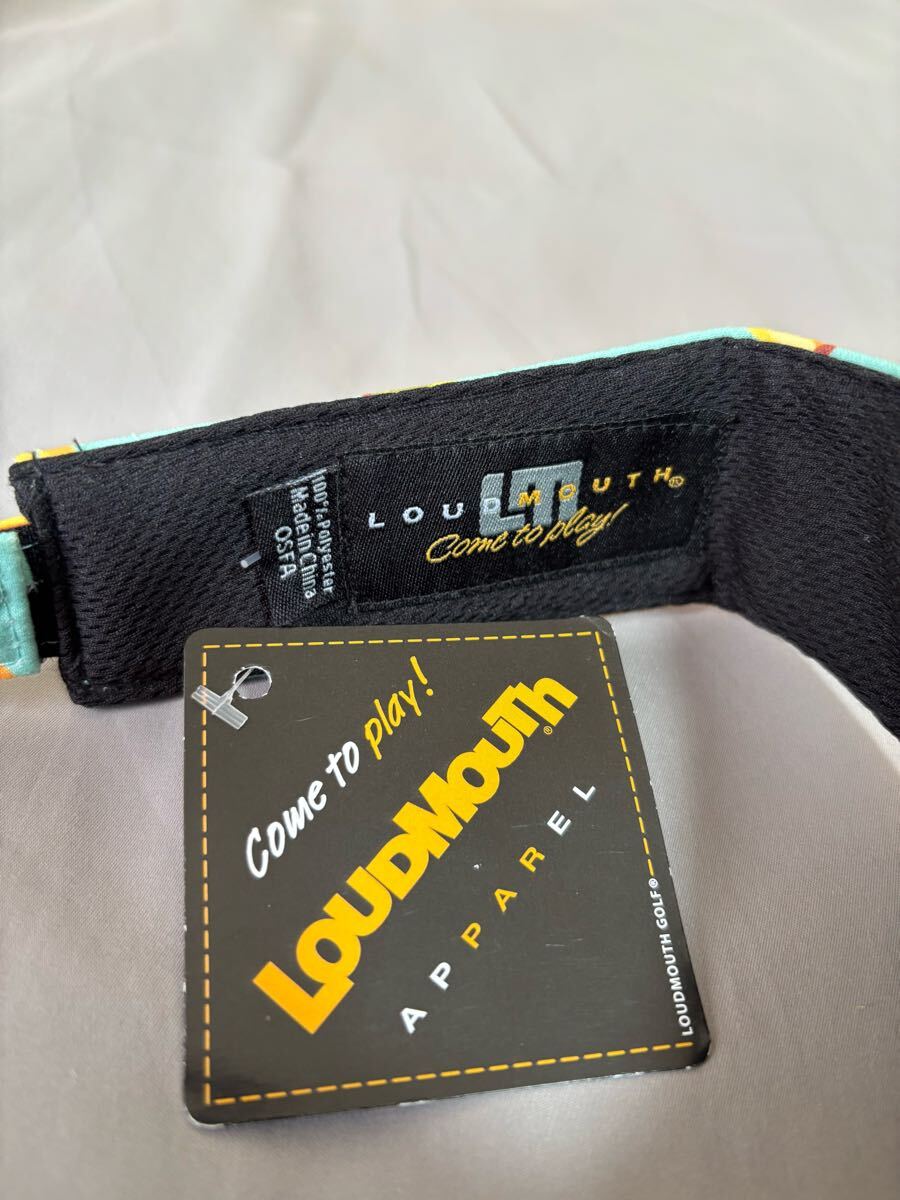 LM
LOUDMOUTH®
Come to play!
100% Polyester
Made in China
OSFA
Come to play!
LOUDMOUTH®
APPAREL
LOUDMOUTH GOLF®